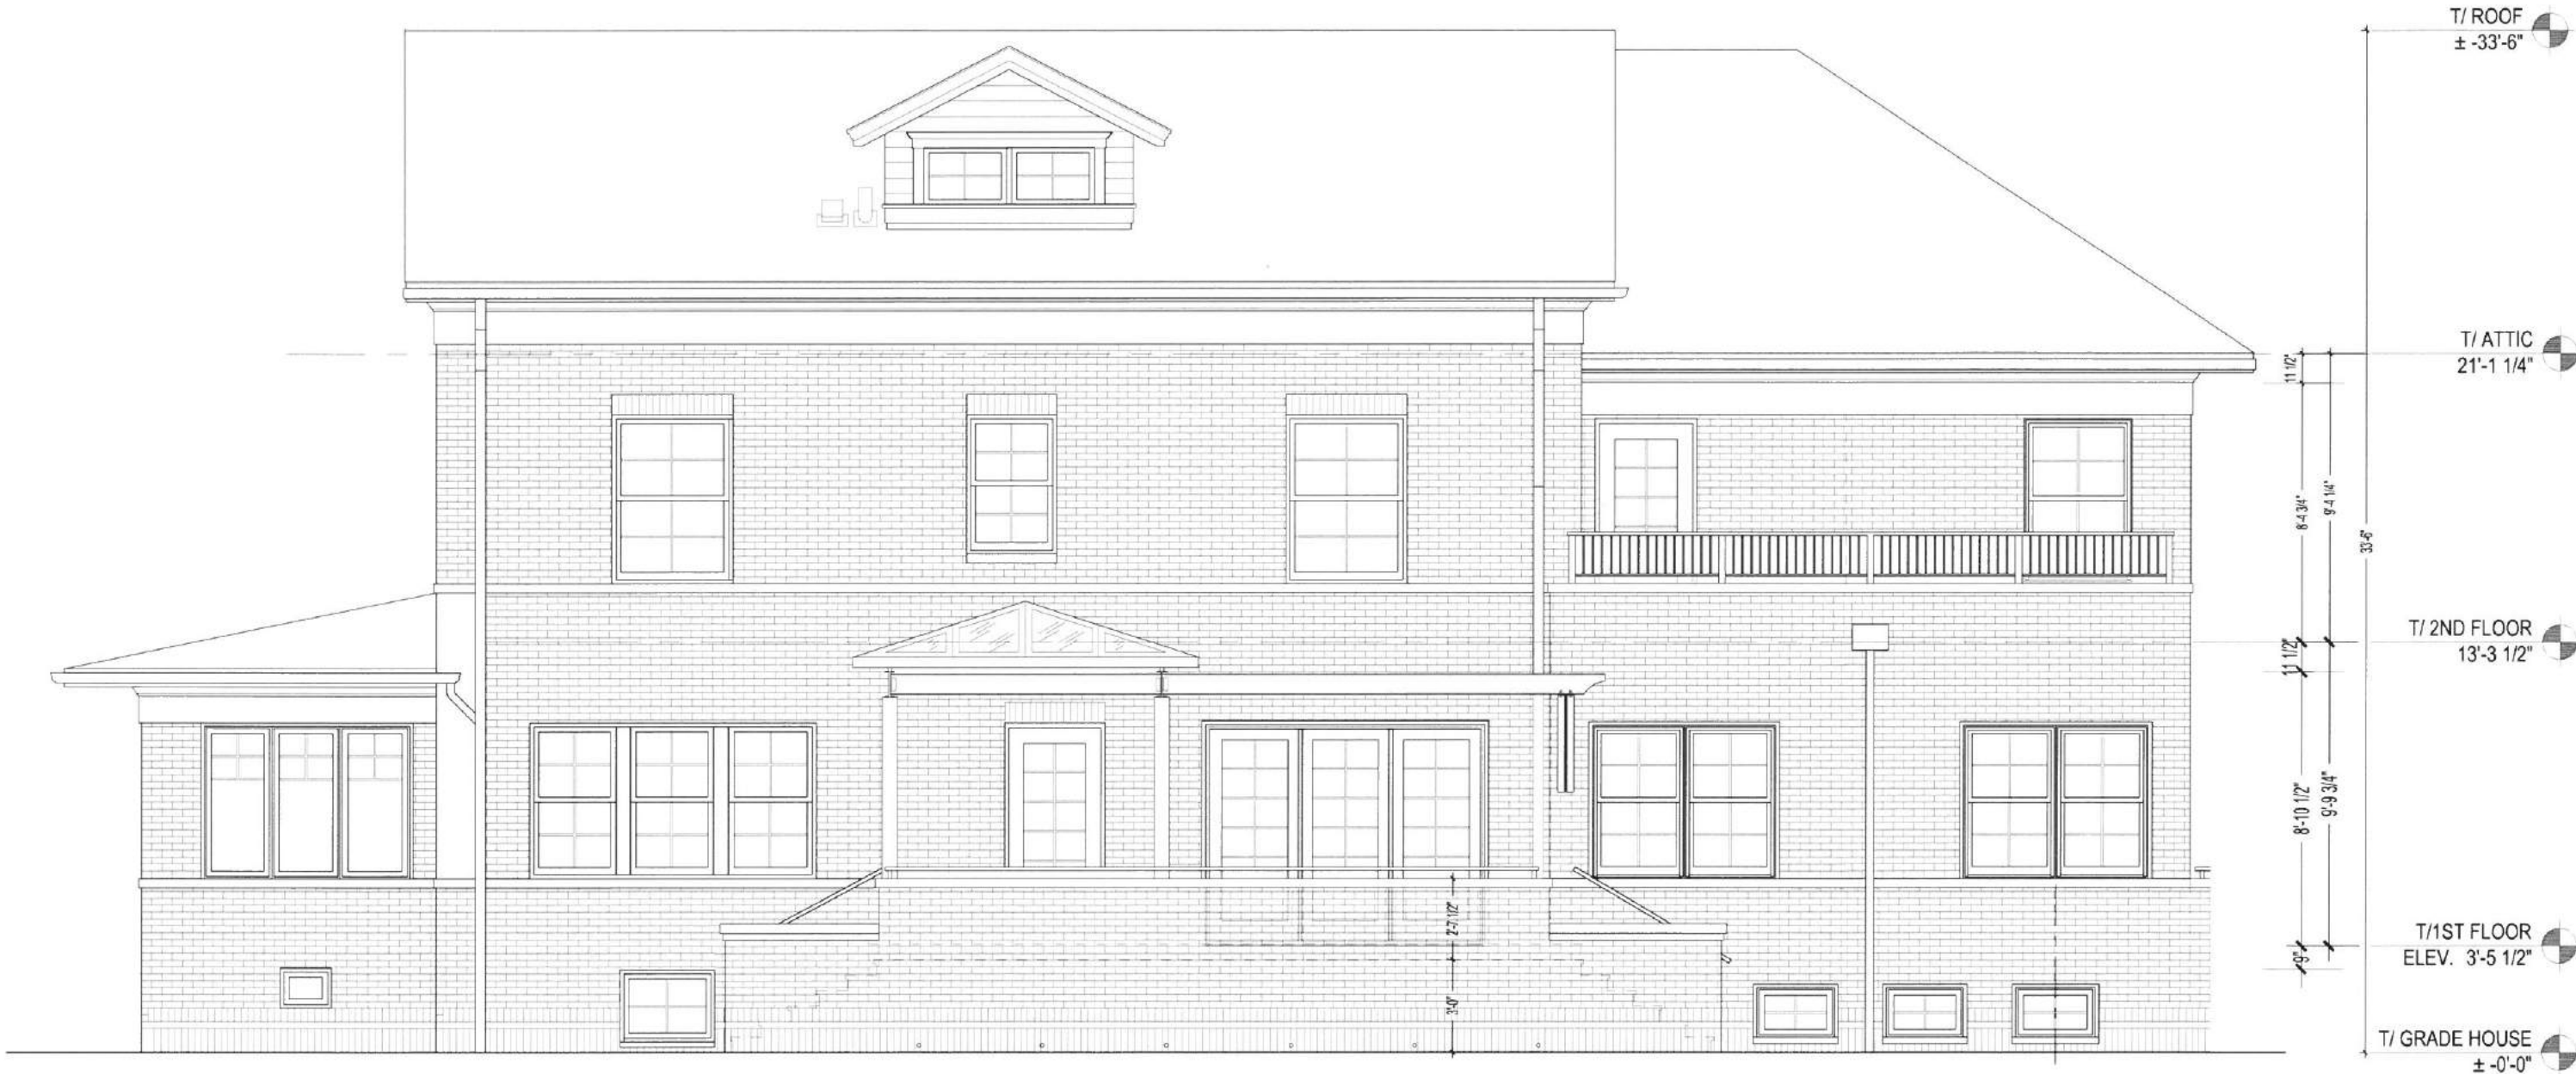 T/ ROOF
± -33'-6"
T/ ATTIC
21'-1 1/4"
11 1/2"
8'-4 3/4"
9'-4 1/4"
33'-6"
T/ 2ND FLOOR
13'-3 1/2"
11 1/2"
8'-10 1/2"
9'-9 3/4"
2'-7 1/2"
T/1ST FLOOR
ELEV. 3'-5 1/2"
9"
3'-0"
T/ GRADE HOUSE
± -0'-0"